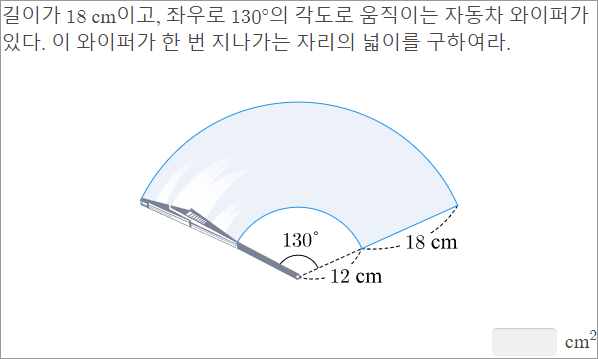 길이가 18 cm이고, 좌우로 130°의 각도로 움직이는 자동차 와이퍼가
있다. 이 와이퍼가 한 번 지나가는 자리의 넓이를 구하여라.
130°
18 cm
12 cm
cm²